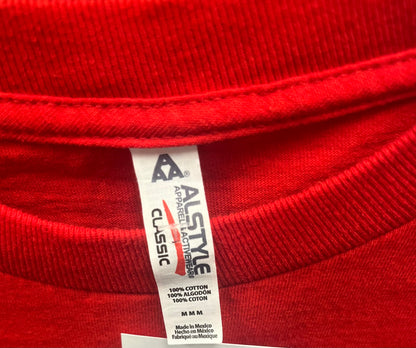 AA®
ALSTYLE
APPAREL & ACTIVEWEAR
CLASSIC
100% COTTON
100% ALGODÓN
100% COTON
M M M
Made in Mexico
Hecho en México
Fabriqué au Mexique